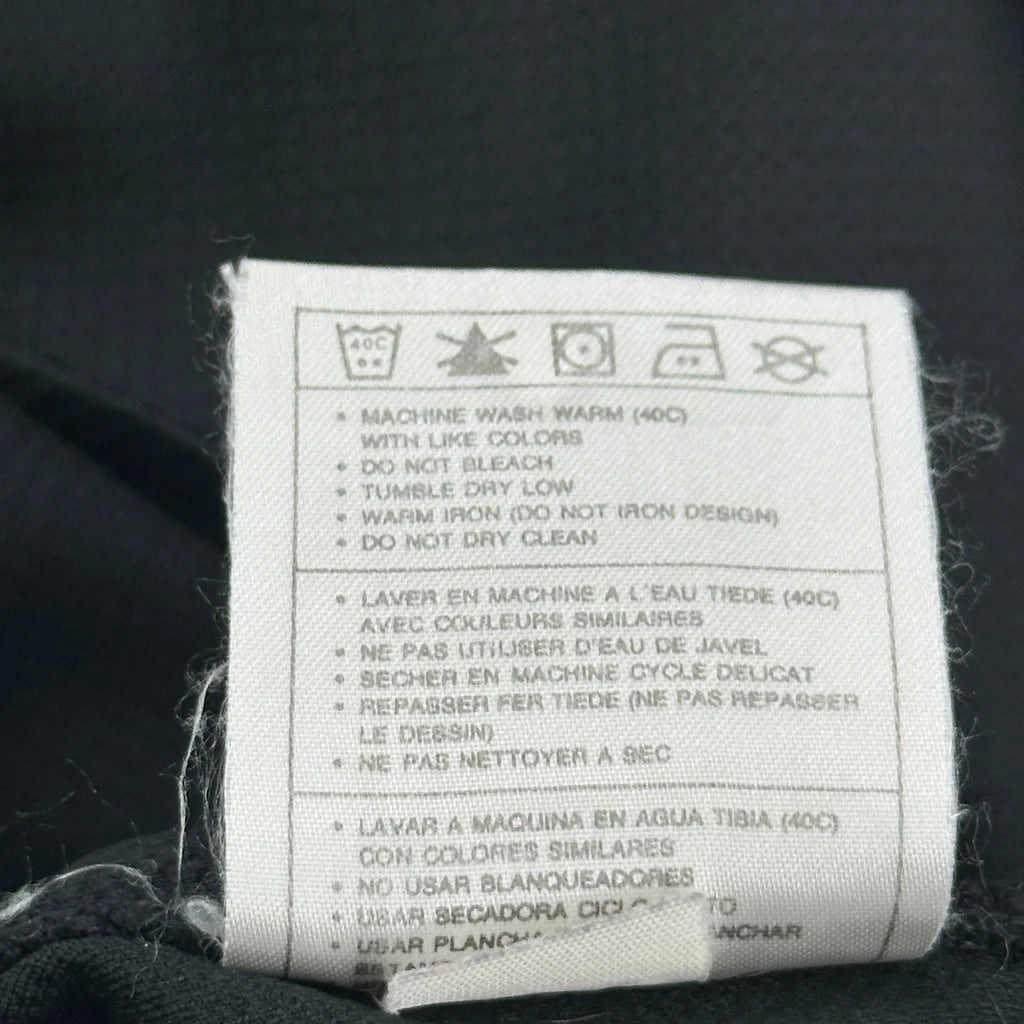 40C
• MACHINE WASH WARM (40C)
WITH LIKE COLORS
• DO NOT BLEACH
• TUMBLE DRY LOW
• WARM IRON (DO NOT IRON DESIGN)
• DO NOT DRY CLEAN
• LAVER EN MACHINE A L'EAU TIEDE (40C)
AVEC COULEURS SIMILAIRES
• NE PAS UTILISER D'EAU DE JAVEL
• SECHER EN MACHINE CYCLE DELICAT
• REPASSER FER TIEDE (NE PAS REPASSER
LE DESSIN)
• NE PAS NETTOYER A SEC
• LAVAR A MAQUINA EN AGUA TIBIA (40C)
CON COLORES SIMILARES
• NO USAR BLANQUEADORES
• USAR SECADORA
• USAR PLANCHA